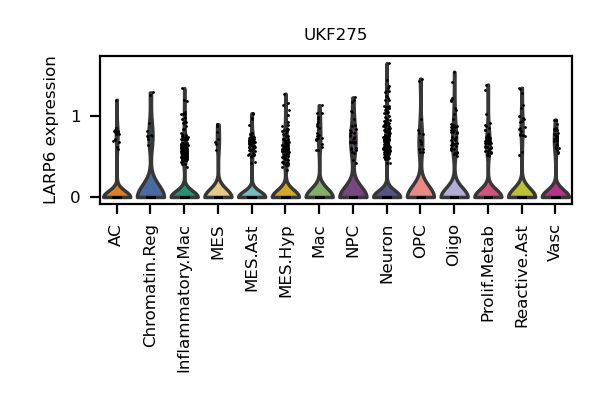 UKF275
LARP6 expression
1
0
AC
Chromatin.Reg
Inflammatory.Mac
MES
MES.Ast
MES.Hyp
Mac
NPC
Neuron
OPC
Oligo
Prolif.Metab
Reactive.Ast
Vasc